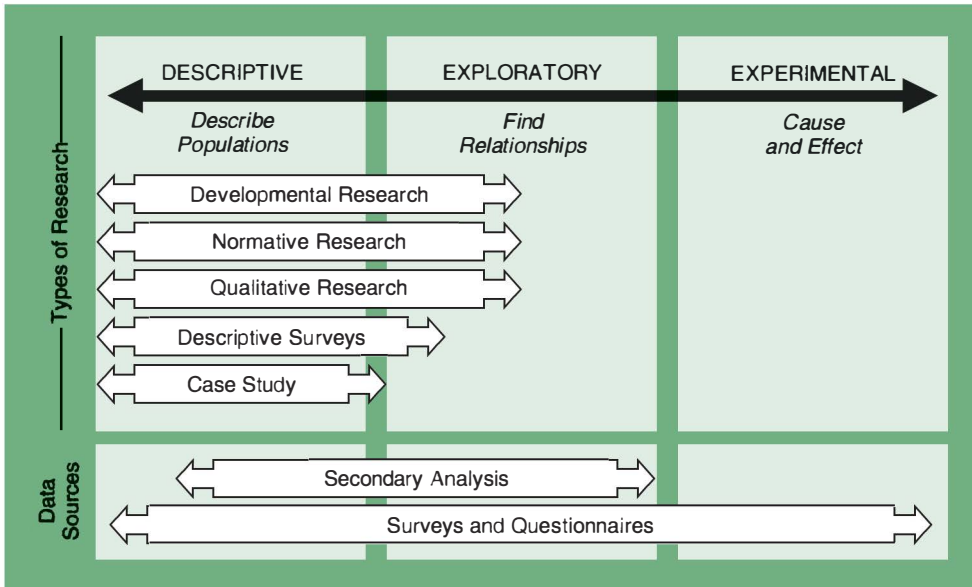 DESCRIPTIVE
EXPLORATORY
EXPERIMENTAL
Describe
Populations
Find
Relationships
Cause
and Effect
Types of Research
Developmental Research
Normative Research
Qualitative Research
Descriptive Surveys
Case Study
Data
Sources
Secondary Analysis
Surveys and Questionnaires